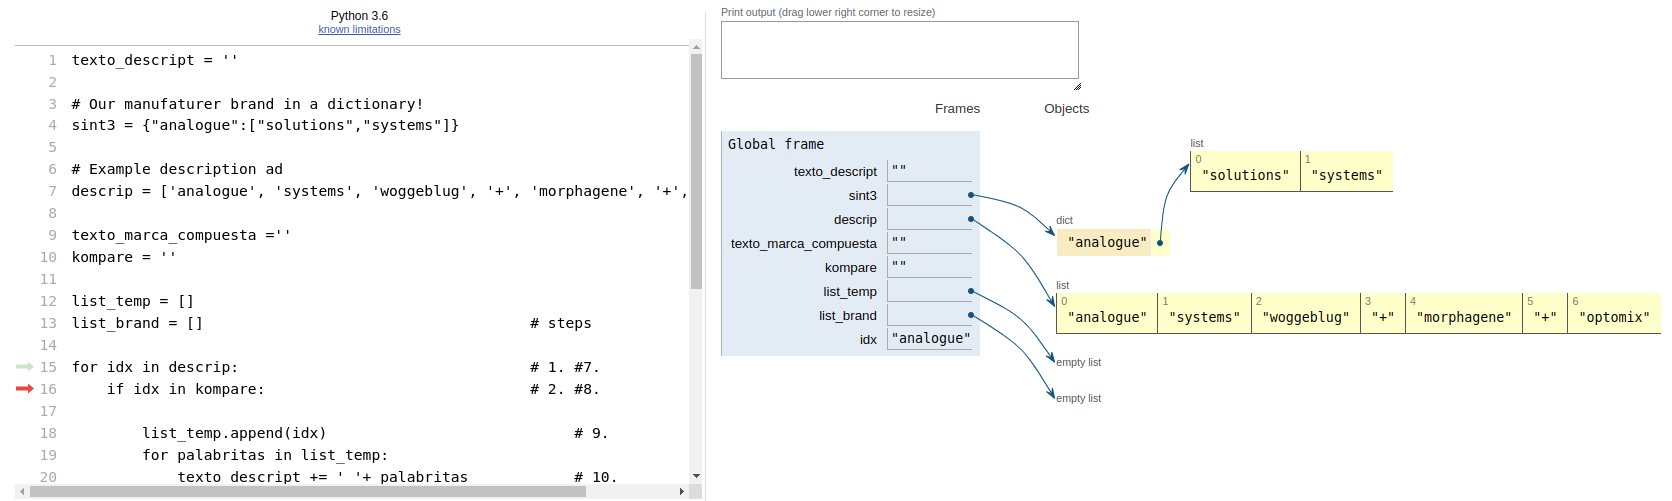 Python 3.6
known limitations
1 texto_descript = ''
2
3 # Our manufaturer brand in a dictionary!
4 sint3 = {"analogue":["solutions","systems"]}
5
6 # Example description ad
7 descrip = ['analogue', 'systems', 'woggeblug', '+', 'morphagene', '+',
8
9 texto_marca_compuesta =''
10 kompare = ''
11
12 list_temp = []
13 list_brand = [] # steps
14
15 for idx in descrip: # 1. #7.
16 if idx in kompare: # 2. #8.
17
18 list_temp.append(idx) # 9.
19 for palabritas in list_temp:
20 texto descript += ' '+ palabritas # 10.
Print output (drag lower right corner to resize)
Frames Objects
Global frame
texto_descript ""
sint3
descrip
texto_marca_compuesta ""
kompare ""
list_temp
list_brand
idx "analogue"
list
0 1
"solutions" "systems"
dict
"analogue"
list
0 1 2 3 4 5 6
"analogue" "systems" "woggeblug" "+" "morphagene" "+" "optomix"
empty list
empty list